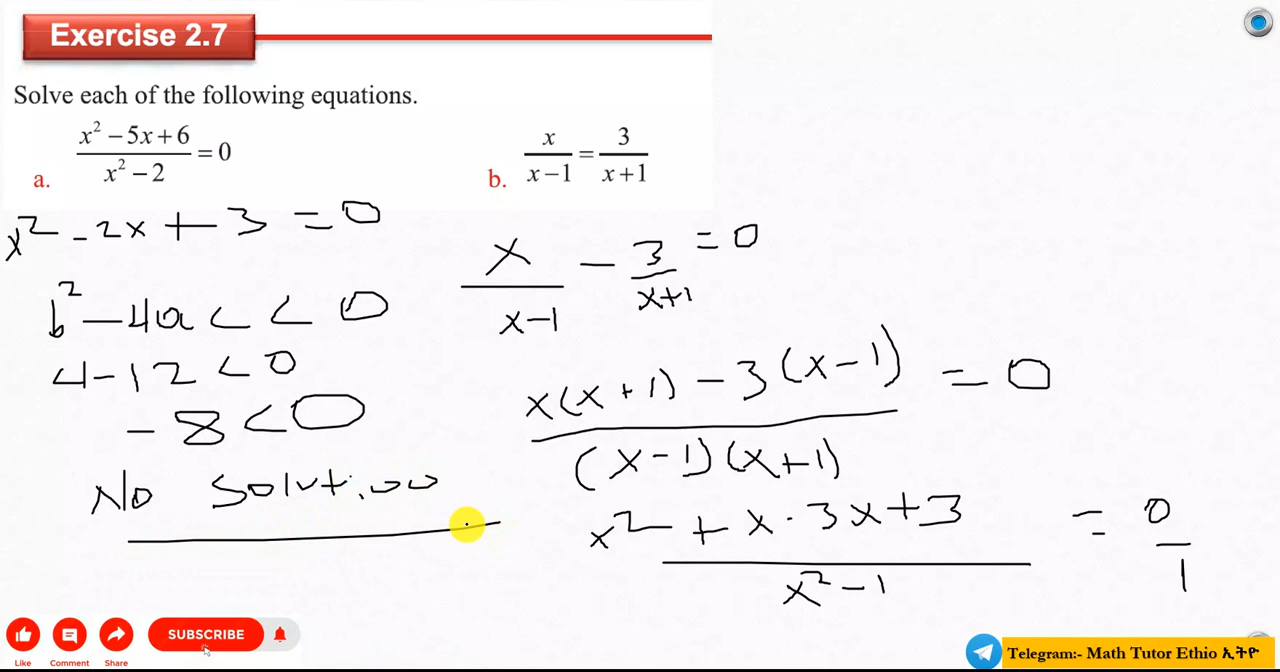 Exercise 2.7
Solve each of the following equations.
a. (x² − 5x + 6)/(x² − 2) = 0
b. x/(x − 1) = 3/(x + 1)
x² - 2x + 3 = 0
b² - 4ac < 0
4 - 12 < 0
- 8 < 0
No solution
x/(x-1) - 3/(x+1) = 0
(x(x+1) - 3(x-1))/((x-1)(x+1)) = 0
(x² + x - 3x + 3)/(x² - 1) = 0/1
Like
Comment
Share
SUBSCRIBE
Telegram:- Math Tutor Ethio ኢትዮ